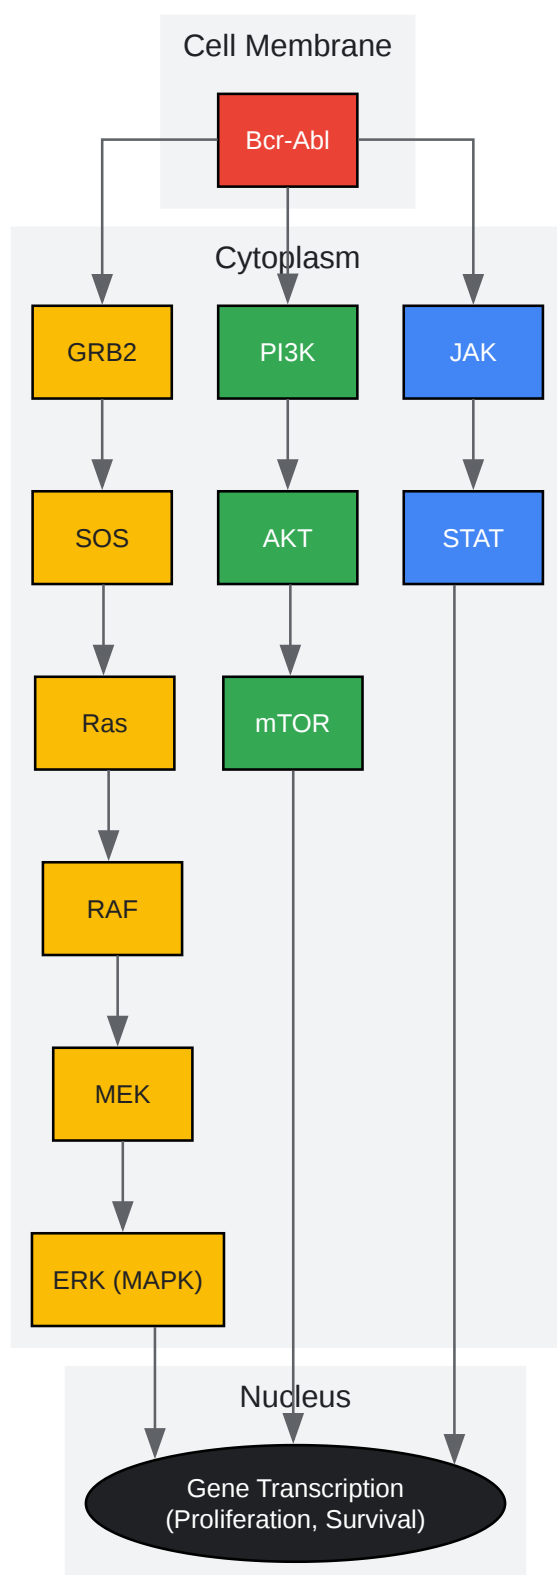 Cell Membrane
Bcr-Abl
Cytoplasm
GRB2
PI3K
JAK
SOS
AKT
STAT
Ras
mTOR
RAF
MEK
ERK (MAPK)
Nucleus
Gene Transcription
(Proliferation, Survival)